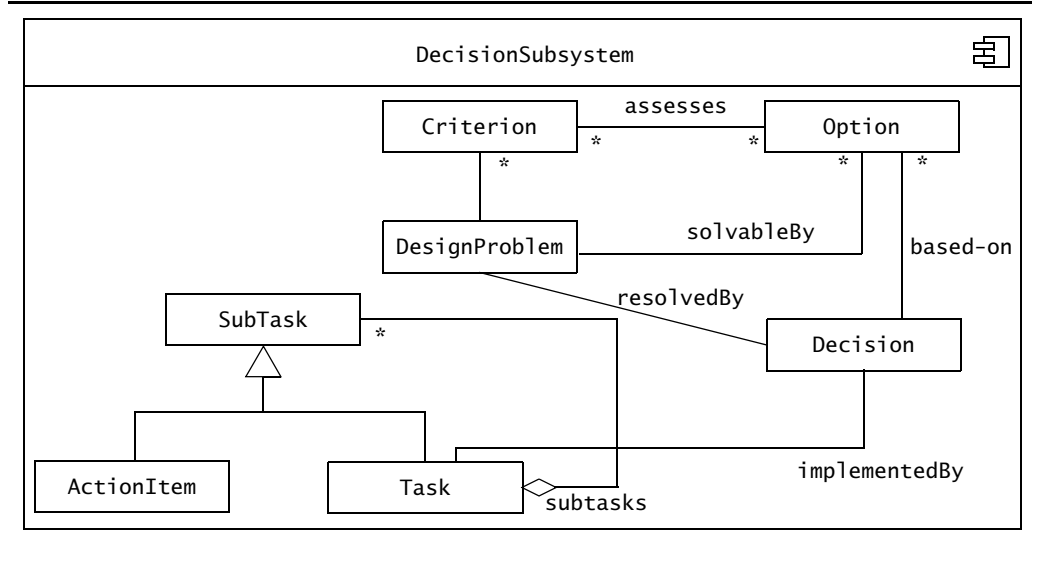 DecisionSubsystem
assesses
Criterion
Option
*
*
*
*
*
solvableBy
DesignProblem
based-on
resolvedBy
SubTask
*
Decision
implementedBy
ActionItem
Task
subtasks